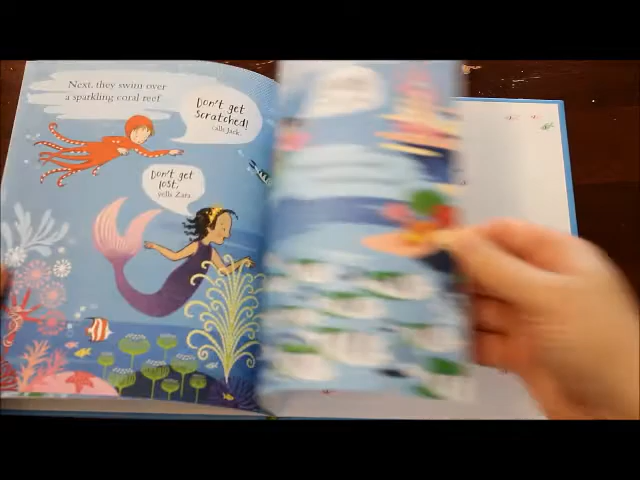 Next, they swim over
a sparkling coral reef
Don't get
scratched!
calls Jack.
Don't get
lost,
yells Zara.